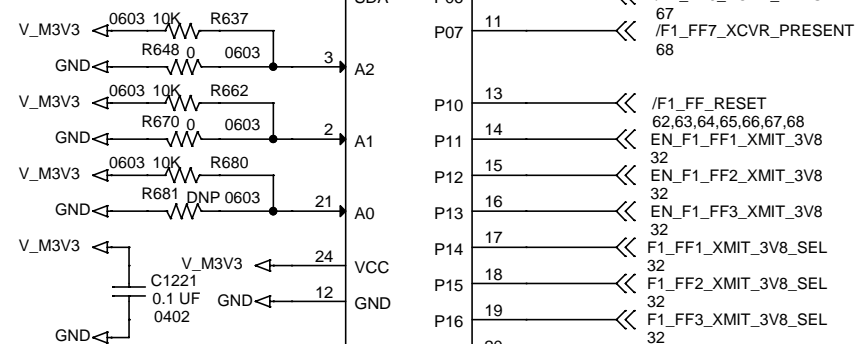 0603 10K R637
V_M3V3
R648 0 0603
GND
3 A2
0603 10K R662
V_M3V3
R670 0 0603
GND
2 A1
0603 10K R680
V_M3V3
R681 DNP 0603
GND
21 A0
V_M3V3
V_M3V3 24 VCC
C1221
0.1 UF
0402
GND 12 GND
GND
67
P07 11 /F1_FF7_XCVR_PRESENT
68
P10 13 /F1_FF_RESET
62,63,64,65,66,67,68
P11 14 EN_F1_FF1_XMIT_3V8
32
P12 15 EN_F1_FF2_XMIT_3V8
32
P13 16 EN_F1_FF3_XMIT_3V8
32
P14 17 F1_FF1_XMIT_3V8_SEL
32
P15 18 F1_FF2_XMIT_3V8_SEL
32
P16 19 F1_FF3_XMIT_3V8_SEL
32